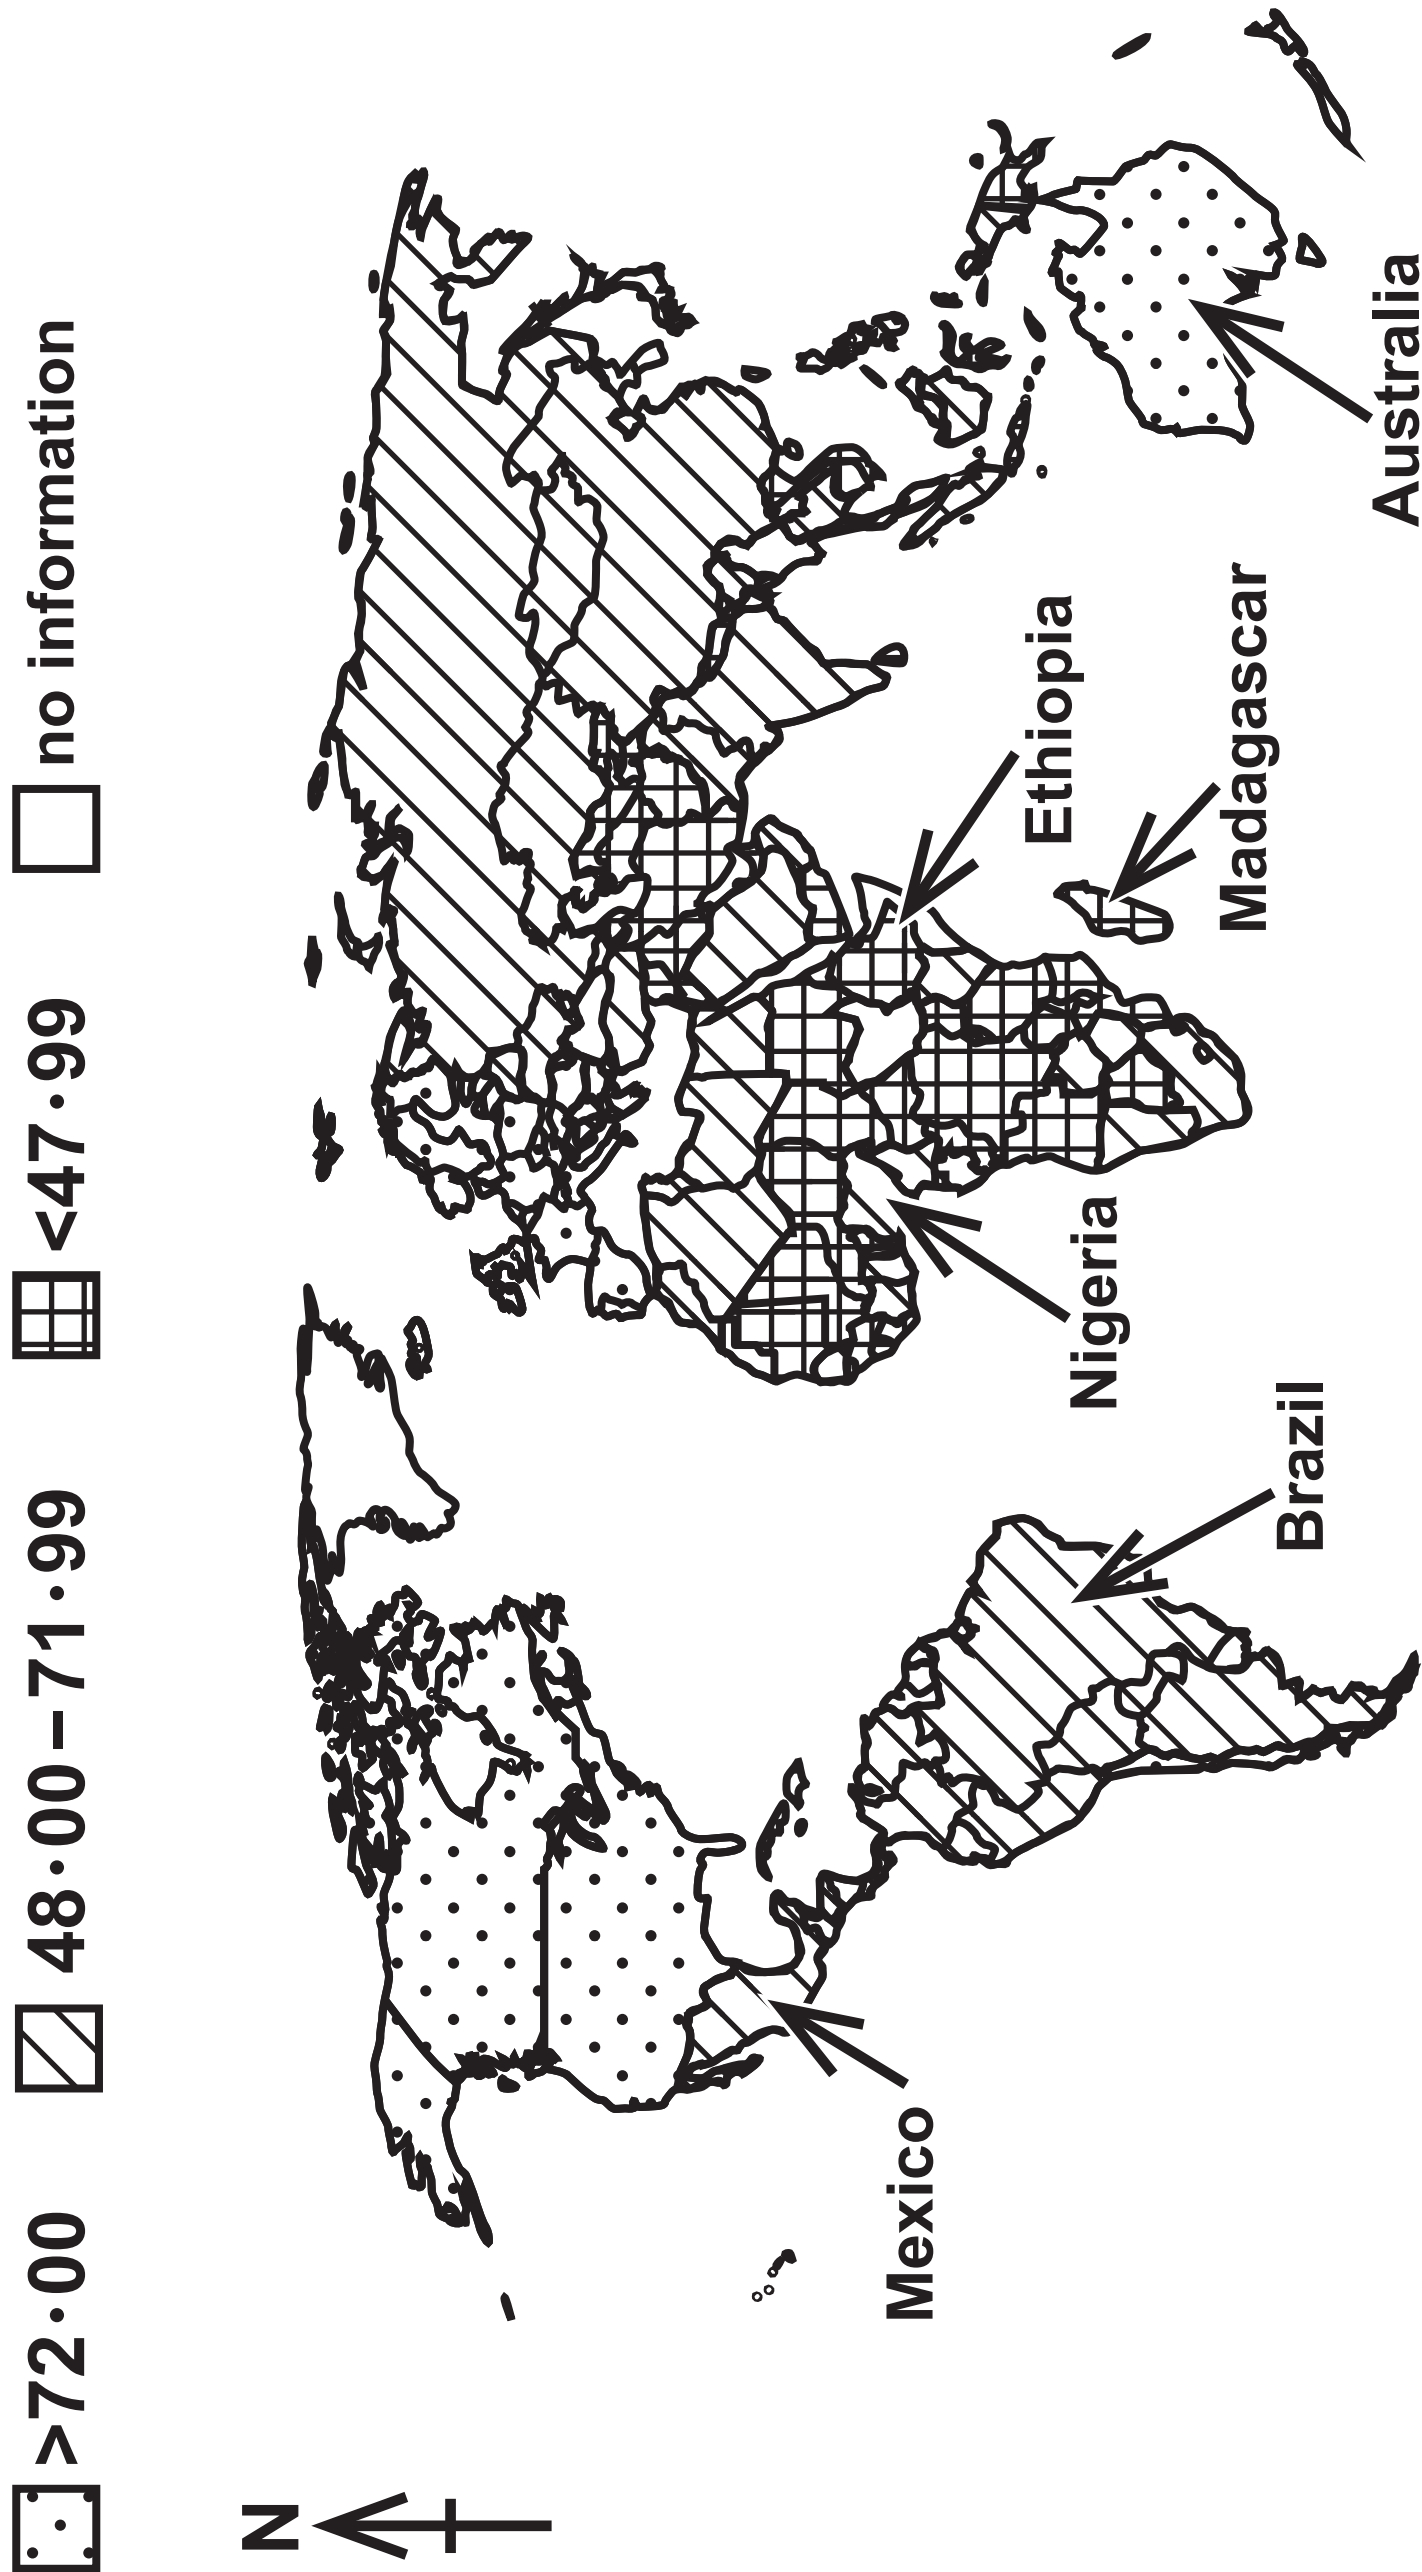 >72·00
48·00–71·99
<47·99
no information
N
Mexico
Brazil
Nigeria
Ethiopia
Madagascar
Australia